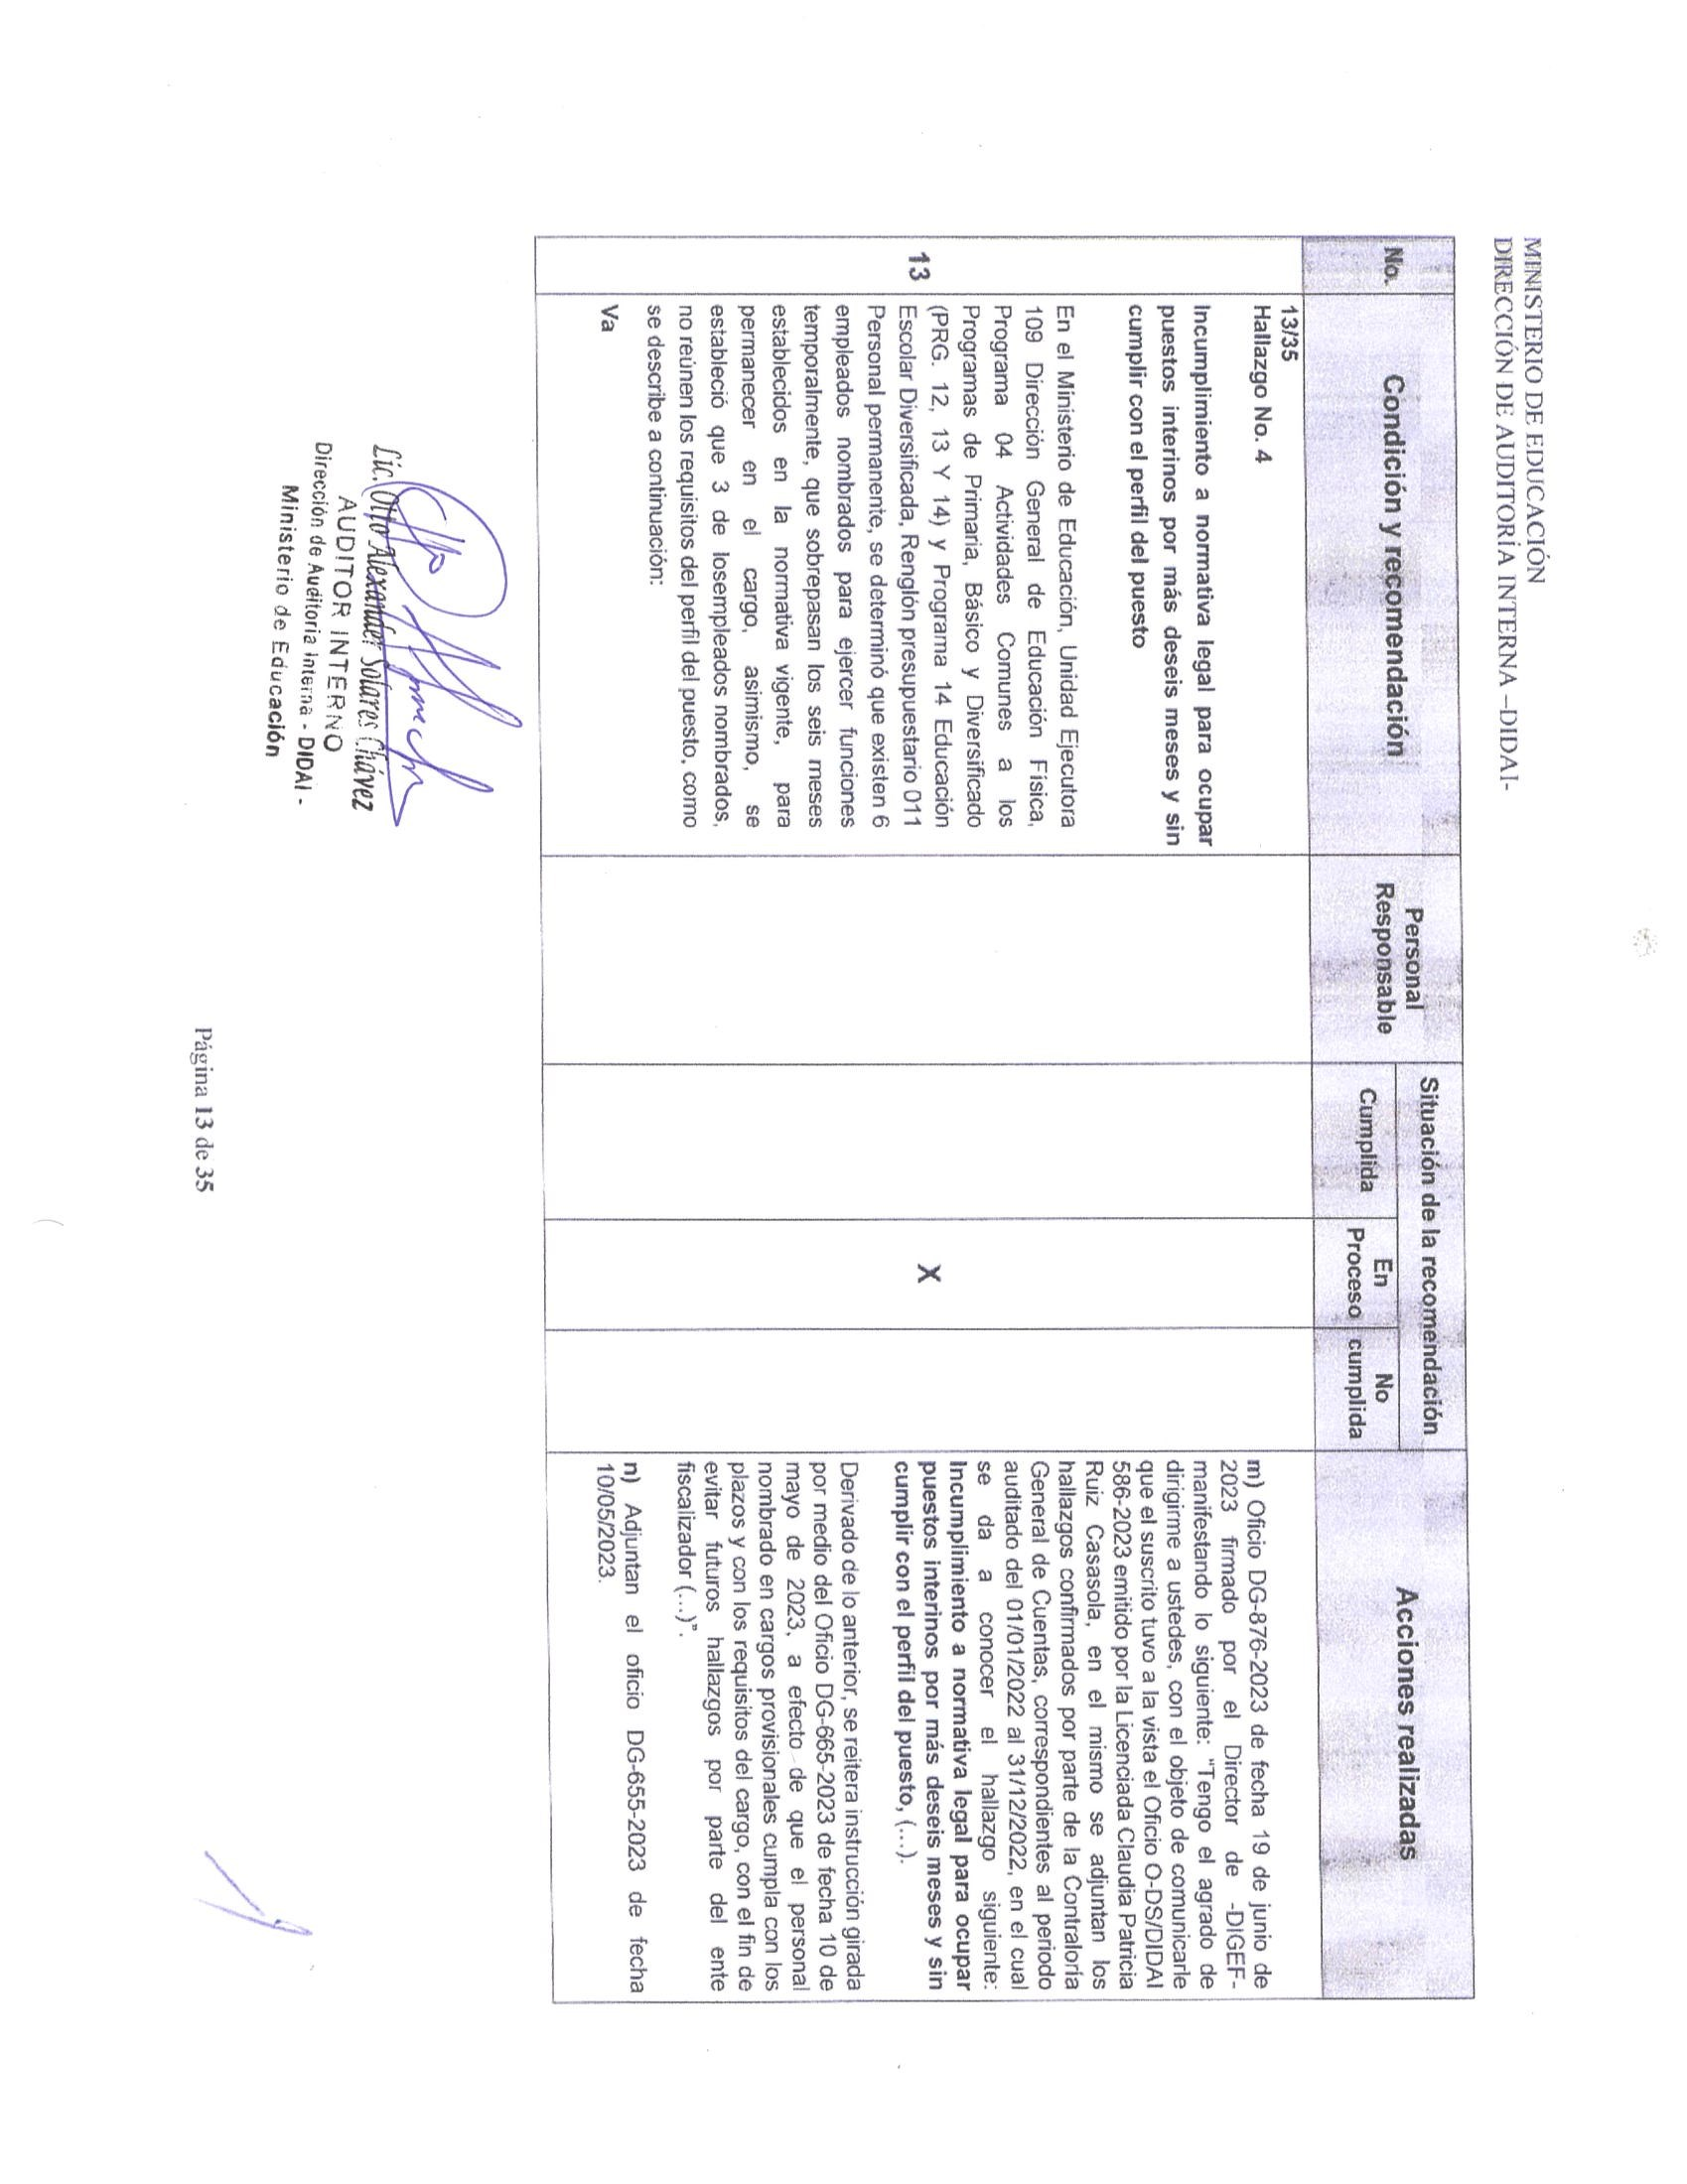 MINISTERIO DE EDUCACIÓN
DIRECCIÓN DE AUDITORÍA INTERNA –DIDAI-
No.
Condición y recomendación
Personal
Responsable
Situación de la recomendación
Cumplida
En
Proceso
No
cumplida
Acciones realizadas
13
13/35
Hallazgo No. 4
Incumplimiento a normativa legal para ocupar
puestos interinos por más deseis meses y sin
cumplir con el perfil del puesto
En el Ministerio de Educación, Unidad Ejecutora
109 Dirección General de Educación Física,
Programa 04 Actividades Comunes a los
Programas de Primaria, Básico y Diversificado
(PRG. 12, 13 Y 14) y Programa 14 Educación
Escolar Diversificada, Renglón presupuestario 011
Personal permanente, se determinó que existen 6
empleados nombrados para ejercer funciones
temporalmente, que sobrepasan los seis meses
establecidos en la normativa vigente, para
permanecer en el cargo, asimismo, se
estableció que 3 de losempleados nombrados,
no reúnen los requisitos del perfil del puesto, como
se describe a continuación:
Va
X
m) Oficio DG-876-2023 de fecha 19 de junio de
2023 firmado por el Director de -DIGEF-
manifestando lo siguiente: "Tengo el agrado de
dirigirme a ustedes, con el objeto de comunicarle
que el suscrito tuvo a la vista el Oficio O-DS/DIDAI
586-2023 emitido por la Licenciada Claudia Patricia
Ruiz Casasola, en el mismo se adjuntan los
hallazgos confirmados por parte de la Contraloría
General de Cuentas, correspondientes al periodo
auditado del 01/01/2022 al 31/12/2022, en el cual
se da a conocer el hallazgo siguiente:
Incumplimiento a normativa legal para ocupar
puestos interinos por más deseis meses y sin
cumplir con el perfil del puesto, (...).
Derivado de lo anterior, se reitera instrucción girada
por medio del Oficio DG-665-2023 de fecha 10 de
mayo de 2023, a efecto de que el personal
nombrado en cargos provisionales cumpla con los
plazos y con los requisitos del cargo, con el fin de
evitar futuros hallazgos por parte del ente
fiscalizador (...)".
n) Adjuntan el oficio DG-655-2023 de fecha
10/05/2023.
Lic. Otto Alexander Solares Chávez
AUDITOR INTERNO
Dirección de Auditoria Interna - DIDAI -
Ministerio de Educación
Página 13 de 35